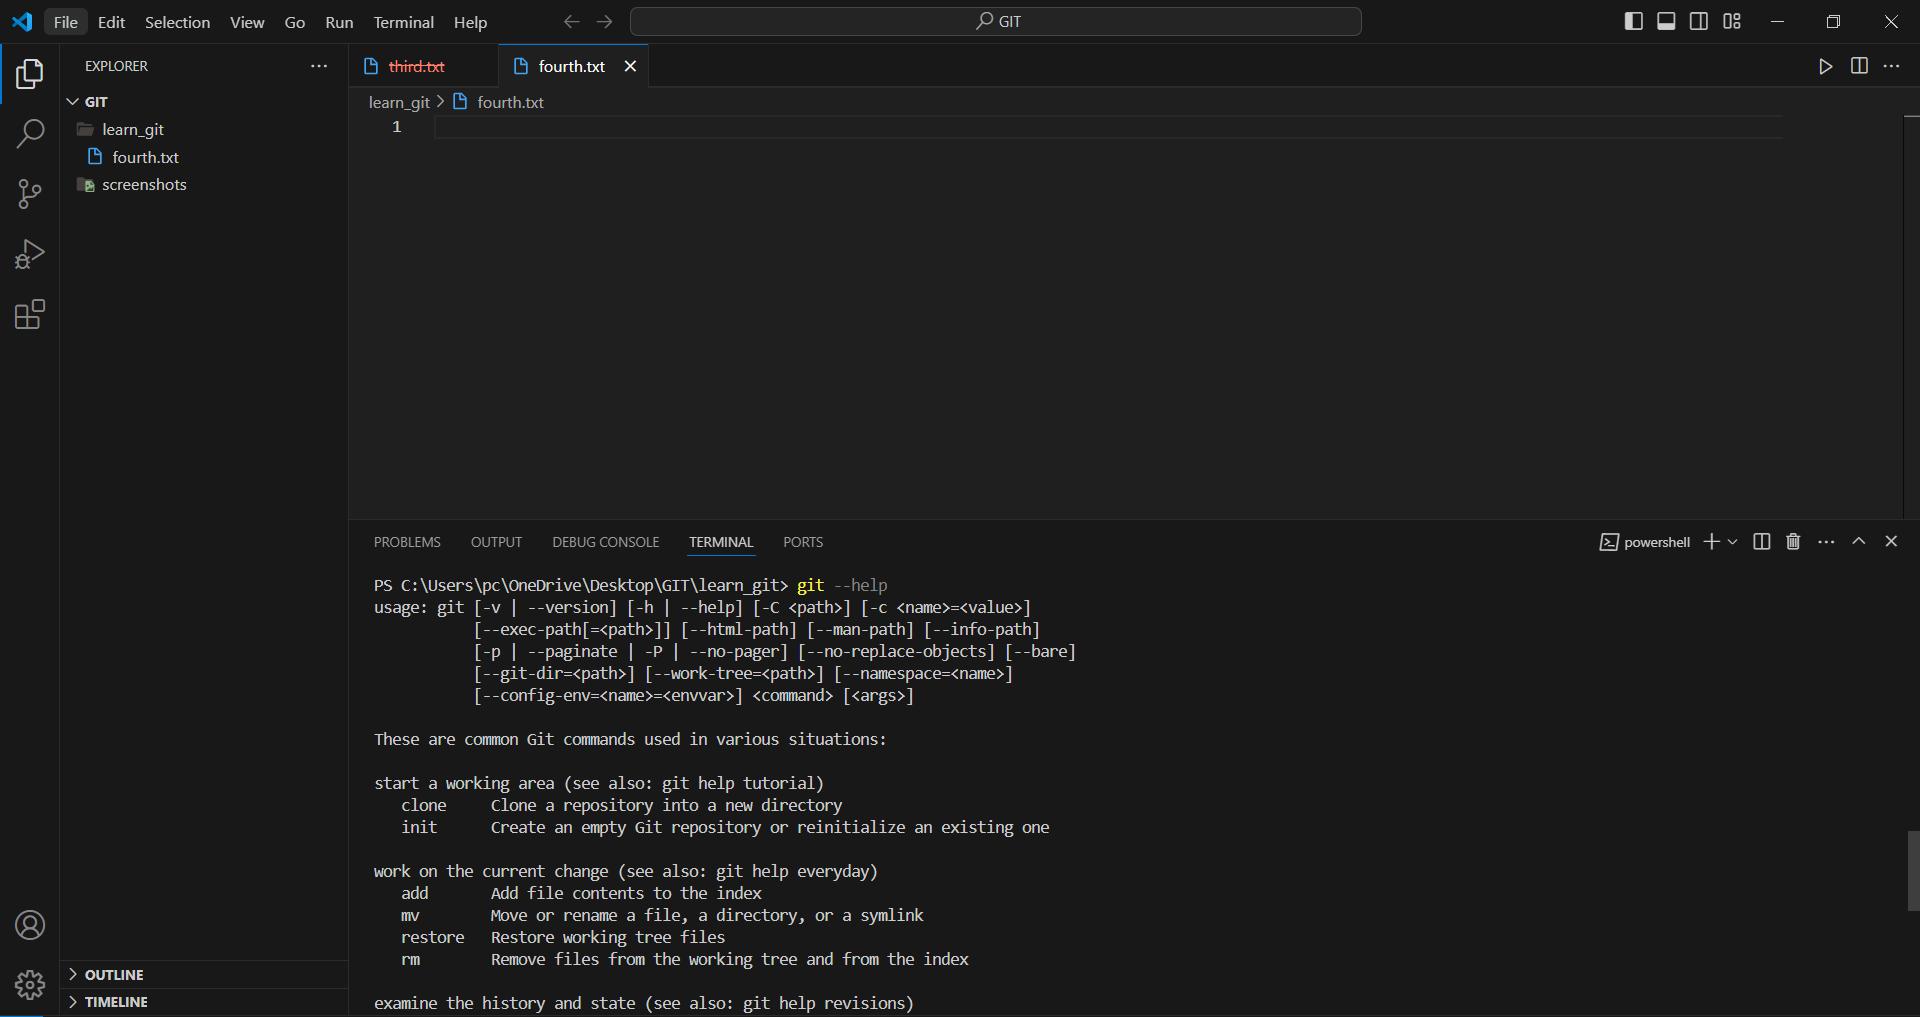 File Edit Selection View Go Run Terminal Help
GIT
EXPLORER
GIT
learn_git
fourth.txt
screenshots
OUTLINE
TIMELINE
third.txt
fourth.txt
learn_git > fourth.txt
1
PROBLEMS OUTPUT DEBUG CONSOLE TERMINAL PORTS
powershell
PS C:\Users\pc\OneDrive\Desktop\GIT\learn_git> git --help
usage: git [-v | --version] [-h | --help] [-C <path>] [-c <name>=<value>]
[--exec-path[=<path>]] [--html-path] [--man-path] [--info-path]
[-p | --paginate | -P | --no-pager] [--no-replace-objects] [--bare]
[--git-dir=<path>] [--work-tree=<path>] [--namespace=<name>]
[--config-env=<name>=<envvar>] <command> [<args>]
These are common Git commands used in various situations:
start a working area (see also: git help tutorial)
clone Clone a repository into a new directory
init Create an empty Git repository or reinitialize an existing one
work on the current change (see also: git help everyday)
add Add file contents to the index
mv Move or rename a file, a directory, or a symlink
restore Restore working tree files
rm Remove files from the working tree and from the index
examine the history and state (see also: git help revisions)